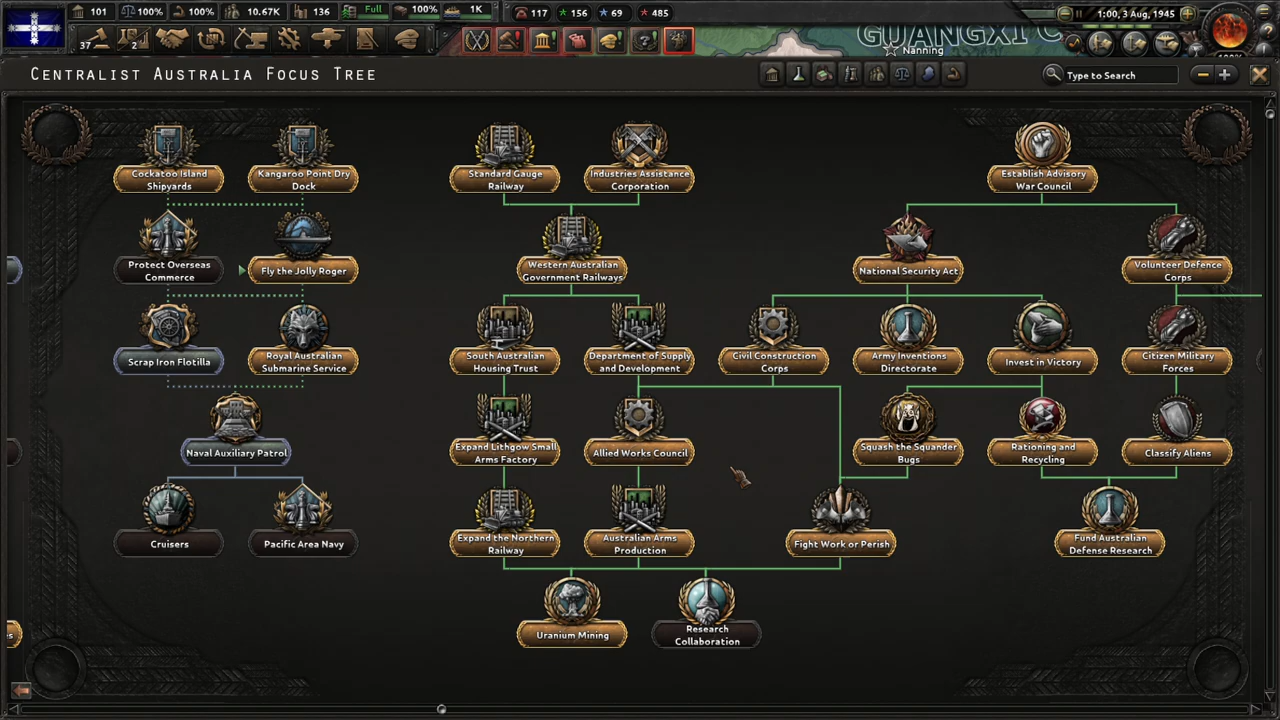 101 100% 100% 10.67K 136 Full 100% 1K 117 156 69 485 1:00, 3 Aug, 1945
37 2 GUANGXI C
Nanning
Centralist Australia Focus Tree
Type to Search
Cockatoo Island
Shipyards
Kangaroo Point Dry
Dock
Standard Gauge
Railway
Industries Assistance
Corporation
Establish Advisory
War Council
Protect Overseas
Commerce
Fly the Jolly Roger
Western Australian
Government Railways
National Security Act
Volunteer Defence
Corps
Scrap Iron Flotilla
Royal Australian
Submarine Service
South Australian
Housing Trust
Department of Supply
and Development
Civil Construction
Corps
Army Inventions
Directorate
Invest in Victory
Citizen Military
Forces
Naval Auxiliary Patrol
Expand Lithgow Small
Arms Factory
Allied Works Council
Squash the Squander
Bugs
Rationing and
Recycling
Classify Aliens
Cruisers
Pacific Area Navy
Expand the Northern
Railway
Australian Arms
Production
Fight Work or Perish
Fund Australian
Defense Research
Uranium Mining
Research
Collaboration